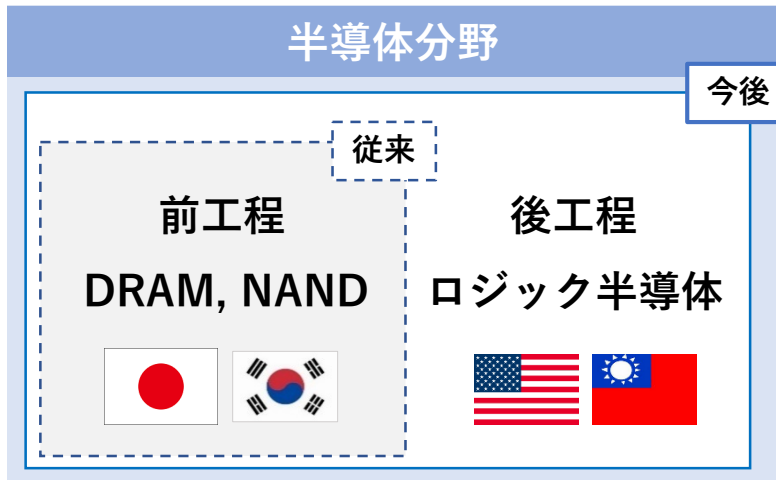 半導体分野
今後
従来
前工程
DRAM, NAND
後工程
ロジック半導体